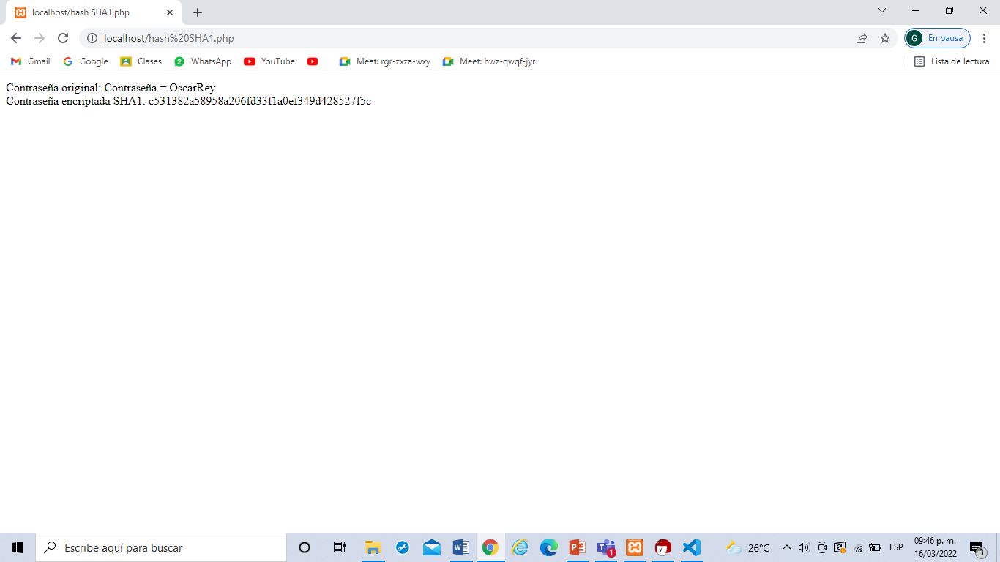 localhost/hash SHA1.php
localhost/hash%20SHA1.php
G En pausa
Gmail Google Clases 2 WhatsApp YouTube Meet: rgr-zxza-wxy Meet: hwz-qwqf-jyr Lista de lectura
Contraseña original: Contraseña = OscarRey
Contraseña encriptada SHA1: c531382a58958a206fd33f1a0ef349d428527f5c
Escribe aquí para buscar
1
26°C
ESP
09:46 p. m.
16/03/2022
3